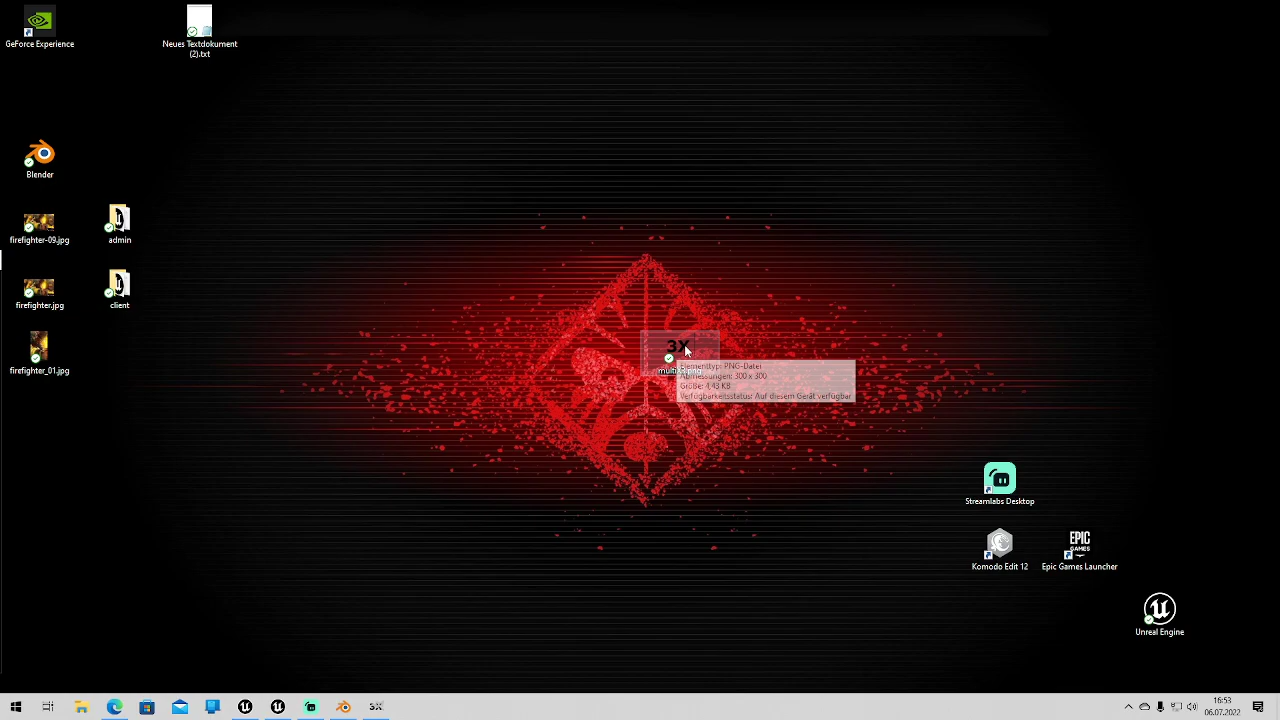 GeForce Experience
Neues Textdokument
(2).txt
Blender
firefighter-09.jpg
admin
firefighter.jpg
client
firefighter_01.jpg
3X
Elementtyp: PNG-Datei
Abmessungen: 300 x 300
Größe: 4,43 KB
Verfügbarkeitsstatus: Auf diesem Gerät verfügbar
Streamlabs Desktop
EPIC
GAMES
Komodo Edit 12
Epic Games Launcher
Unreal Engine
3X
16:53
06.07.2022